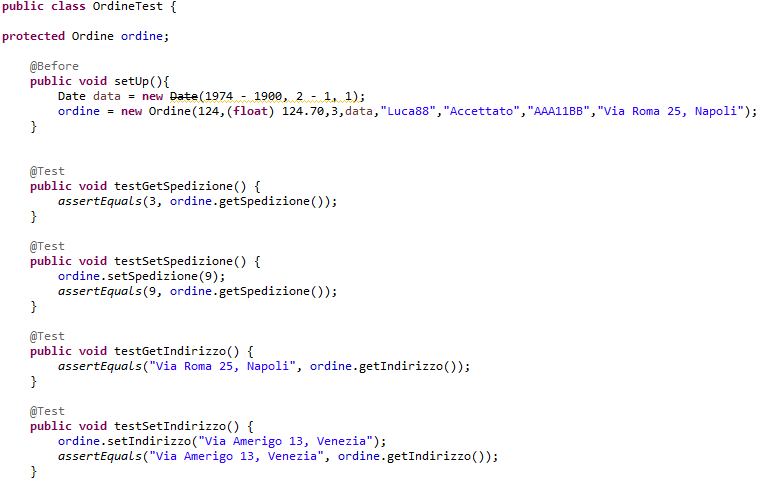 public class OrdineTest {
protected Ordine ordine;
@Before
public void setUp(){
Date data = new Date(1974 - 1900, 2 - 1, 1);
ordine = new Ordine(124,(float) 124.70,3,data,"Luca88","Accettato","AAA11BB","Via Roma 25, Napoli");
}
@Test
public void testGetSpedizione() {
assertEquals(3, ordine.getSpedizione());
}
@Test
public void testSetSpedizione() {
ordine.setSpedizione(9);
assertEquals(9, ordine.getSpedizione());
}
@Test
public void testGetIndirizzo() {
assertEquals("Via Roma 25, Napoli", ordine.getIndirizzo());
}
@Test
public void testSetIndirizzo() {
ordine.setIndirizzo("Via Amerigo 13, Venezia");
assertEquals("Via Amerigo 13, Venezia", ordine.getIndirizzo());
}